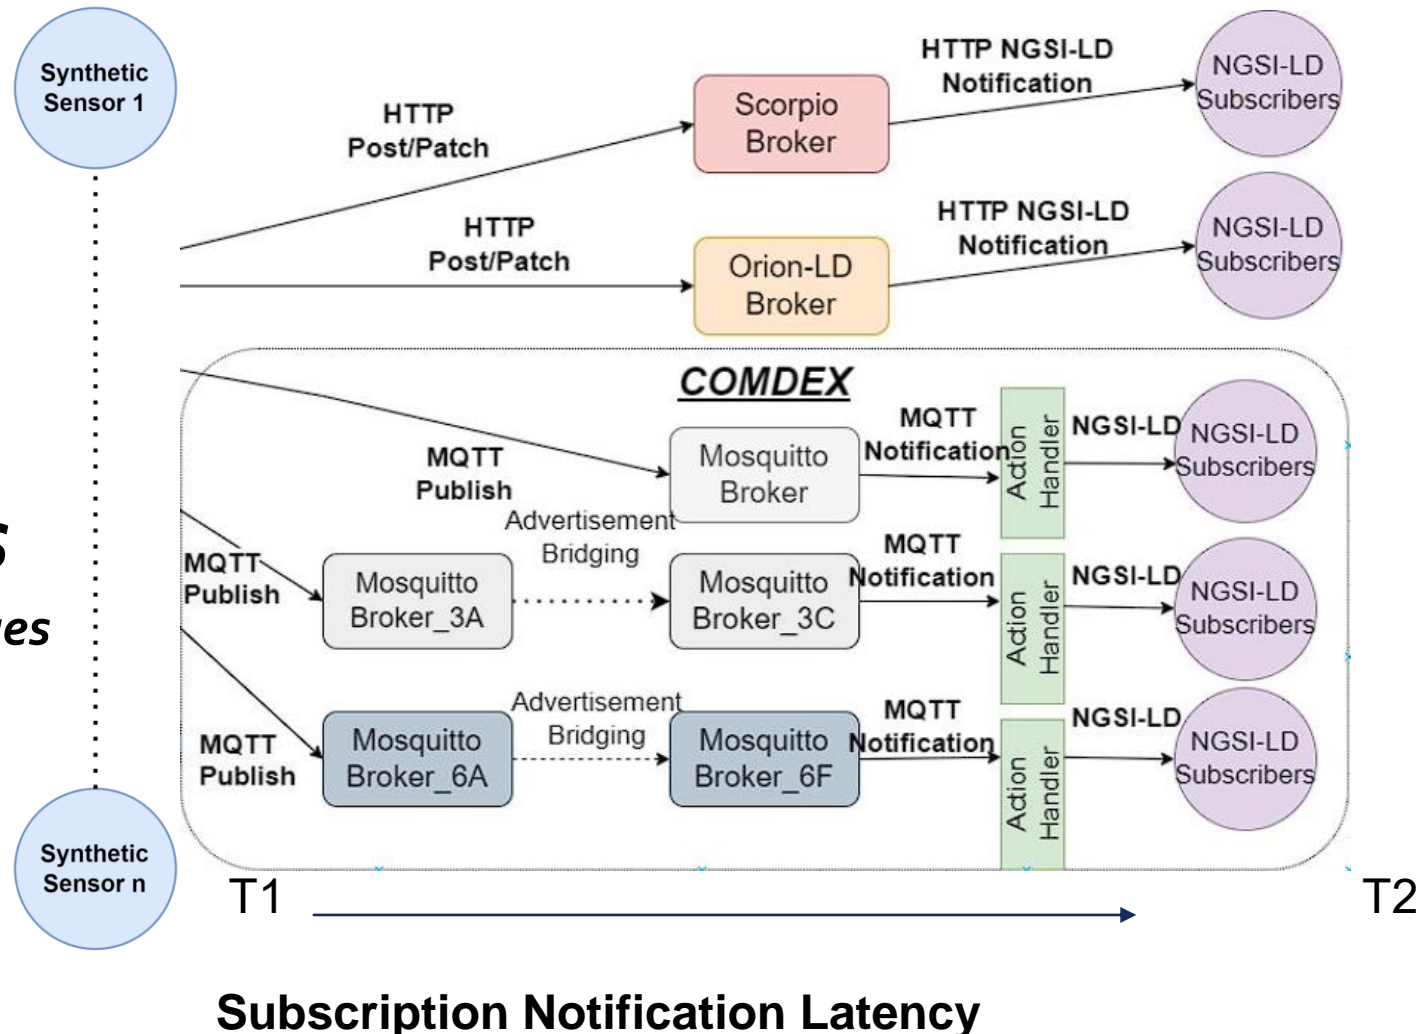 Synthetic
Sensor 1
HTTP
Post/Patch
Scorpio
Broker
HTTP NGSI-LD
Notification
NGSI-LD
Subscribers
HTTP
Post/Patch
Orion-LD
Broker
HTTP NGSI-LD
Notification
NGSI-LD
Subscribers
COMDEX
MQTT
Publish
Mosquitto
Broker
MQTT
Notification
Action
Handler
NGSI-LD
NGSI-LD
Subscribers
MQTT
Publish
Mosquitto
Broker_3A
Advertisement
Bridging
Mosquitto
Broker_3C
MQTT
Notification
Action
Handler
NGSI-LD
NGSI-LD
Subscribers
MQTT
Publish
Mosquitto
Broker_6A
Advertisement
Bridging
Mosquitto
Broker_6F
MQTT
Notification
Action
Handler
NGSI-LD
NGSI-LD
Subscribers
Synthetic
Sensor n
T1
T2
Subscription Notification Latency